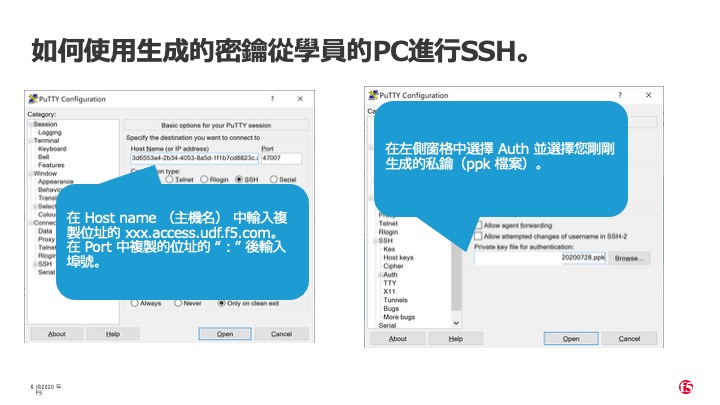 如何使用生成的密鑰從學員的PC進行SSH。
PuTTY Configuration
? ×
Category:
Session
Logging
Terminal
Keyboard
Bell
Features
Window
Appearance
Behavio
Transl
Selec
Colou
Connec
Data
Proxy
Telnet
Rlogin
SSH
Serial
Basic options for your PuTTY session
Specify the destination you want to connect to
Host Name (or IP address) Port
3d6553a4-2b34-4053-8a5d-1f1b7cd8823c. 47007
Telnet Rlogin SSH Serial
在 Host name （主機名） 中輸入複
製位址的 xxx.access.udf.f5.com。
在 Port 中複製的位址的 “：” 後輸入
埠號。
Always Never Only on clean exit
About Help Open Cancel
PuTTY Configuration
? ×
在左側窗格中選擇 Auth 並選擇您剛剛
生成的私鑰（ppk 檔案）。
Telnet
Rlogin
SSH
Kex
Host keys
Cipher
Auth
TTY
X11
Tunnels
Bugs
More bugs
Serial
Allow agent forwarding
Allow attempted changes of username in SSH-2
Private key file for authentication:
20200728.ppk Browse...
About Help Open Cancel
6 |©2020 年
F5